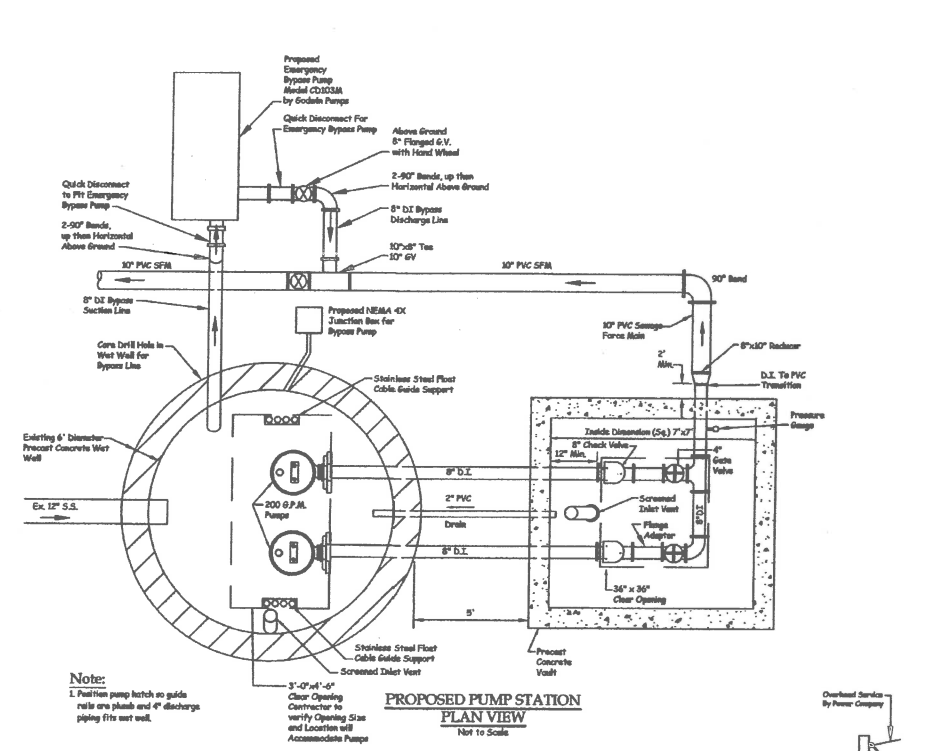 Proposed
Emergency
Bypass Pump
Model CD103M
by Godwin Pumps
Quick Disconnect For
Emergency Bypass Pump
Above Ground
8" Flanged G.V.
with Hand Wheel
2-90° Bends, up then
Horizontal Above Ground
Quick Disconnect
to Fit Emergency
Bypass Pump
2-90° Bends,
up then Horizontal
Above Ground
8" DI Bypass
Discharge Line
10"x8" Tee
10" GV
10" PVC SFM
10" PVC SFM
90° Bend
8" DI Bypass
Suction Line
Proposed NEMA 4X
Junction Box for
Bypass Pump
10" PVC Sewage
Force Main
8"x10" Reducer
2'
Min.
D.I. To PVC
Transition
Core Drill Hole in
Wet Well for
Bypass Line
Stainless Steel Float
Cable Guide Support
Pressure
Gauge
Inside Dimension (Sq.) 7'x7'
8" Check Valve
12" Min.
4"
Gate
Valve
Existing 6' Diameter
Precast Concrete Wet
Well
8" D.I.
Ex. 12" S.S.
200 G.P.M.
Pumps
2" PVC
Drain
Screened
Inlet Vent
8"DI
Flange
Adapter
8" D.I.
36" x 36"
Clear Opening
5'
Stainless Steel Float
Cable Guide Support
Screened Inlet Vent
Precast
Concrete
Vault
3'-0"x4'-6"
Clear Opening
Contractor to
verify Opening Size
and Location will
Accommodate Pumps
Note:
1. Position pump hatch so guide
rails are plumb and 4" discharge
piping fits wet well.
PROPOSED PUMP STATION
PLAN VIEW
Not to Scale
Overhead Service
By Power Company